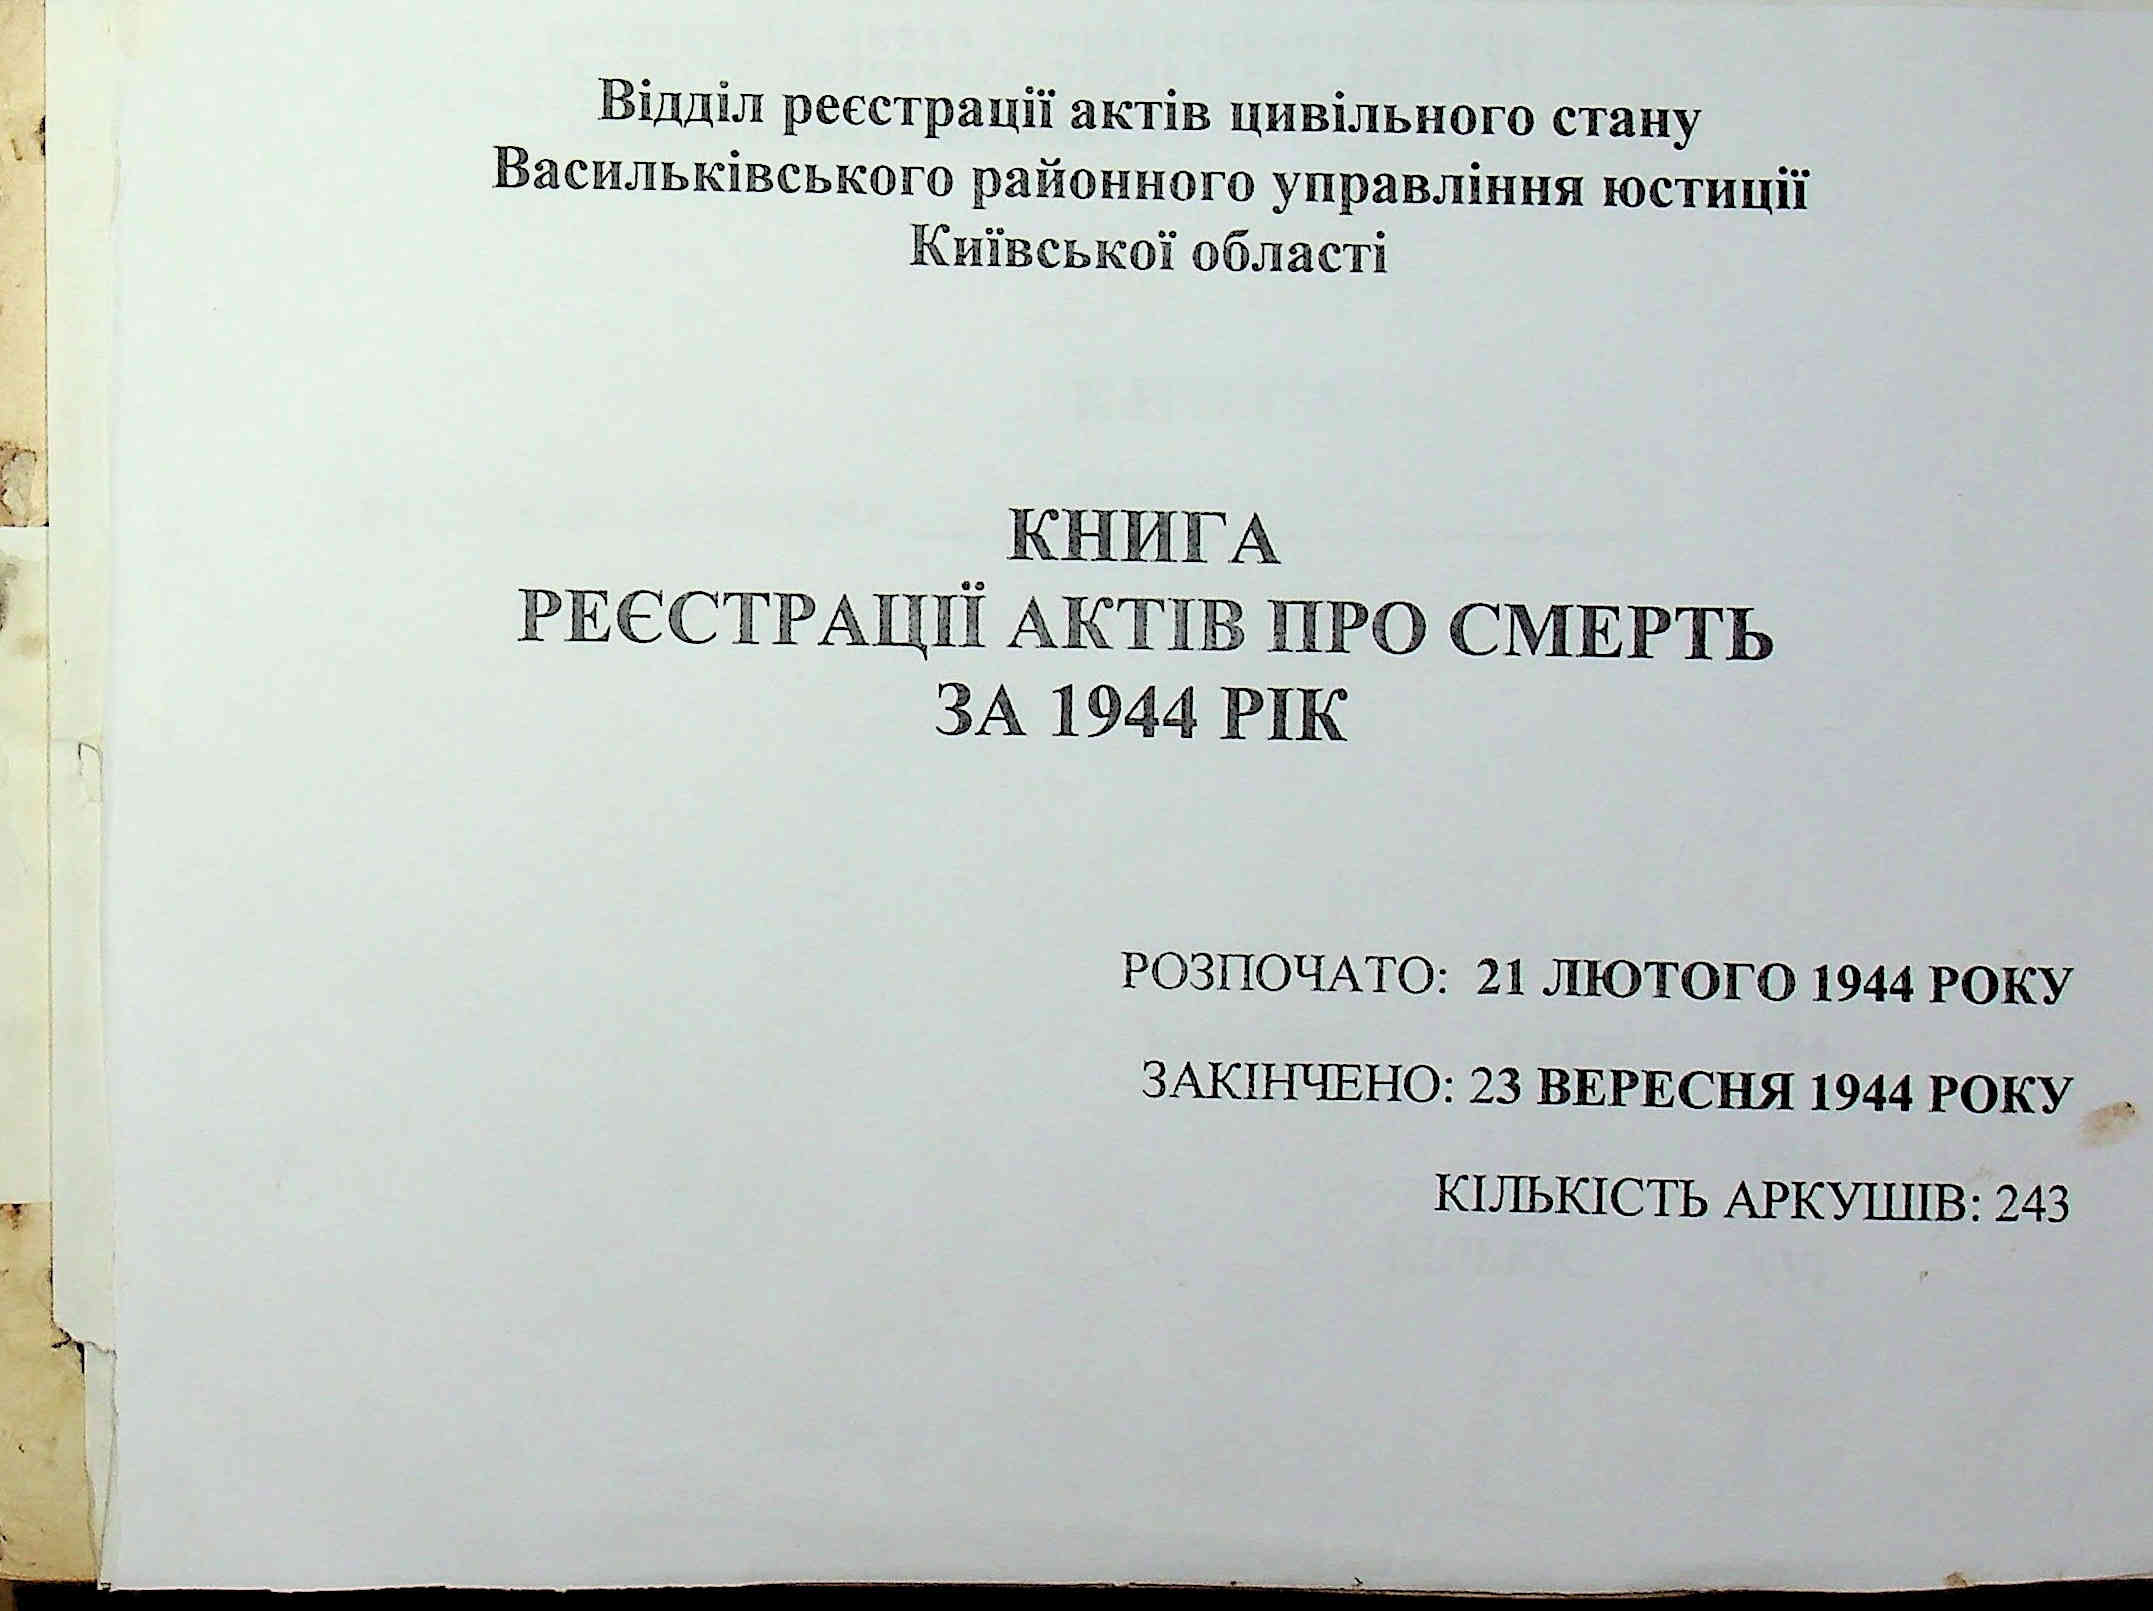 Відділ реєстрації актів цивільного стану
Васильківського районного управління юстиції
Київської області
КНИГА
РЕЄСТРАЦІЇ АКТІВ ПРО СМЕРТЬ
ЗА 1944 РІК
РОЗПОЧАТО: 21 ЛЮТОГО 1944 РОКУ
ЗАКІНЧЕНО: 23 ВЕРЕСНЯ 1944 РОКУ
КІЛЬКІСТЬ АРКУШІВ: 243